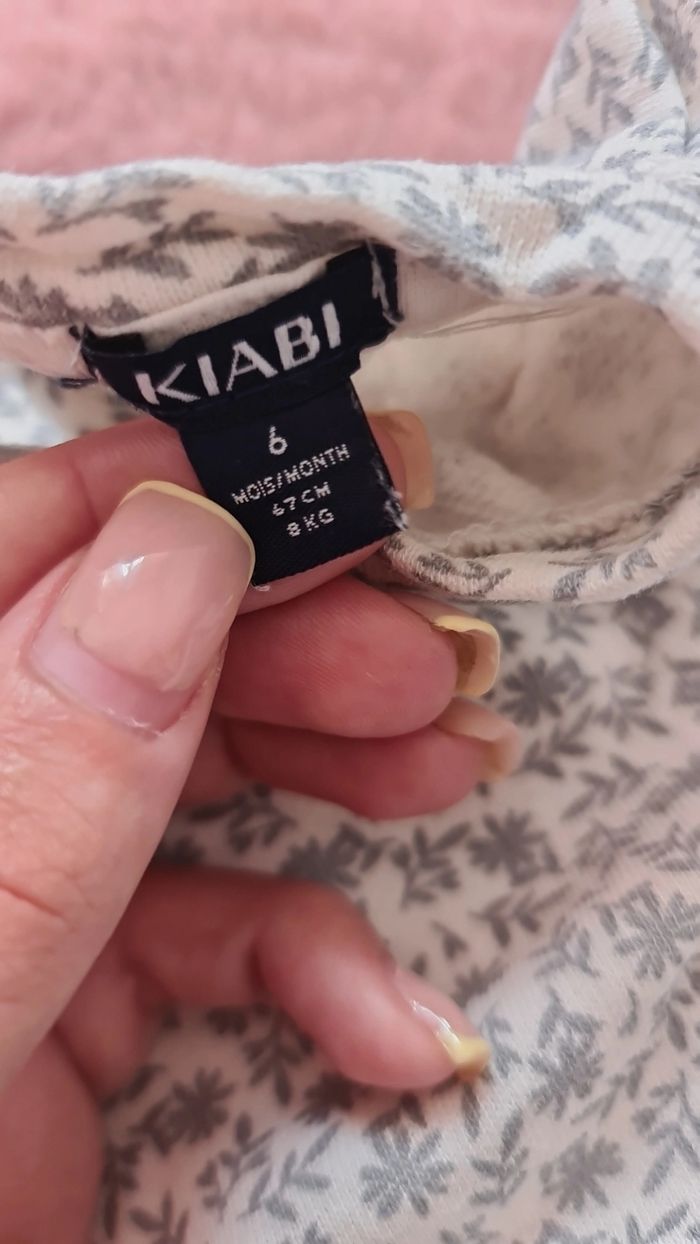 KIABI
6
MOIS/MONTH
67CM
8KG